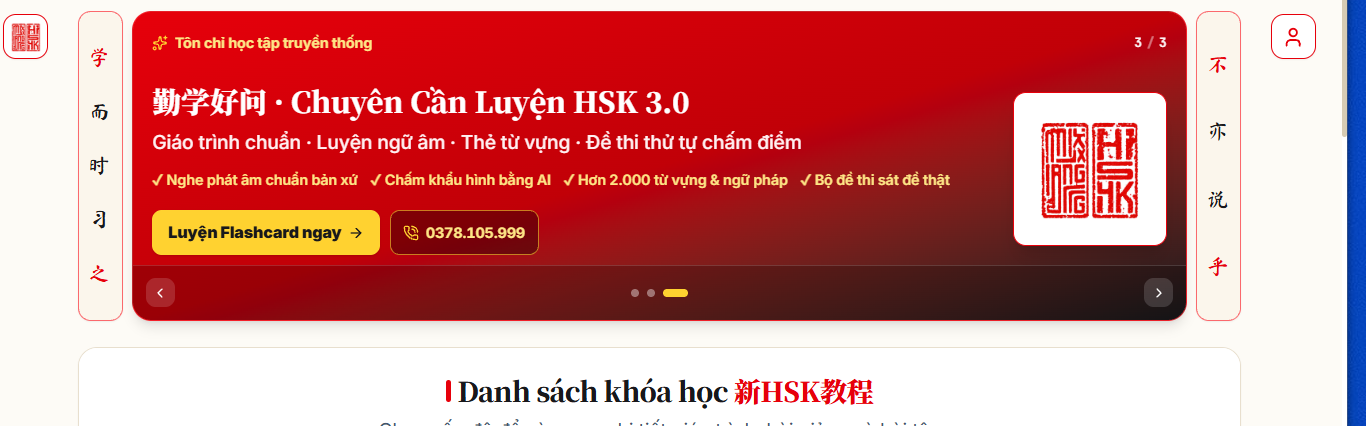 学
而
时
习
之
Tôn chỉ học tập truyền thống
3 / 3
勤学好问 · Chuyên Cần Luyện HSK 3.0
Giáo trình chuẩn · Luyện ngữ âm · Thẻ từ vựng · Đề thi thử tự chấm điểm
✓ Nghe phát âm chuẩn bản xứ ✓ Chấm khẩu hình bằng AI ✓ Hơn 2.000 từ vựng & ngữ pháp ✓ Bộ đề thi sát đề thật
Luyện Flashcard ngay →
0378.105.999
HSK
不
亦
说
乎
Danh sách khóa học 新HSK教程